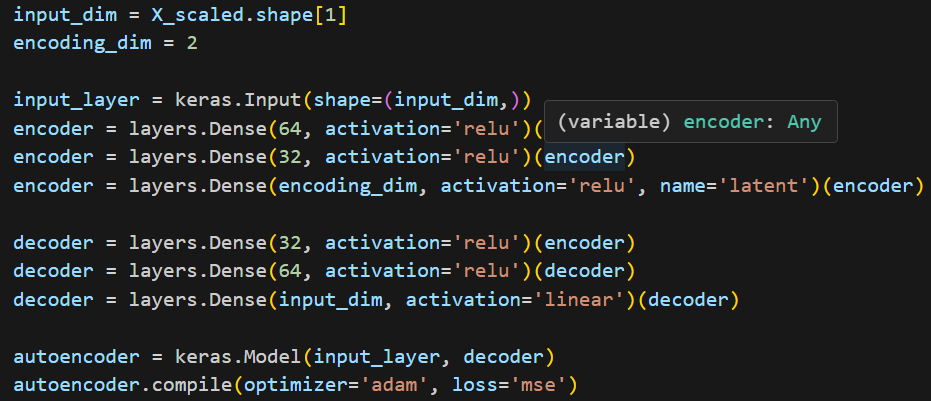 input_dim = X_scaled.shape[1]
encoding_dim = 2

input_layer = keras.Input(shape=(input_dim,))
encoder = layers.Dense(64, activation='relu')(
(variable) encoder: Any
encoder = layers.Dense(32, activation='relu')(encoder)
encoder = layers.Dense(encoding_dim, activation='relu', name='latent')(encoder)

decoder = layers.Dense(32, activation='relu')(encoder)
decoder = layers.Dense(64, activation='relu')(decoder)
decoder = layers.Dense(input_dim, activation='linear')(decoder)

autoencoder = keras.Model(input_layer, decoder)
autoencoder.compile(optimizer='adam', loss='mse')